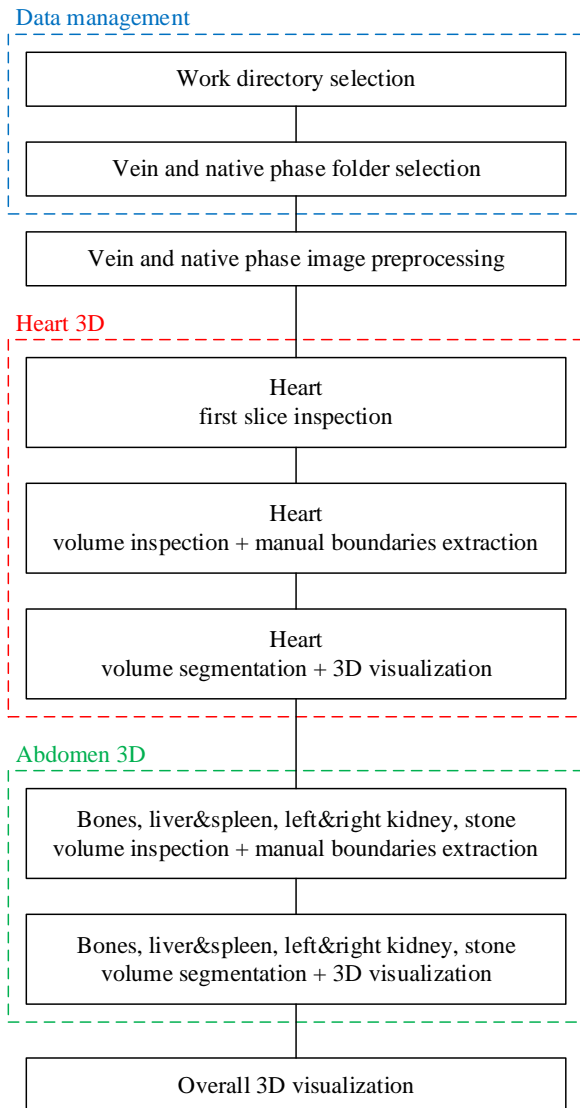 Data management
Work directory selection
Vein and native phase folder selection
Vein and native phase image preprocessing
Heart 3D
Heart
first slice inspection
Heart
volume inspection + manual boundaries extraction
Heart
volume segmentation + 3D visualization
Abdomen 3D
Bones, liver&spleen, left&right kidney, stone
volume inspection + manual boundaries extraction
Bones, liver&spleen, left&right kidney, stone
volume segmentation + 3D visualization
Overall 3D visualization